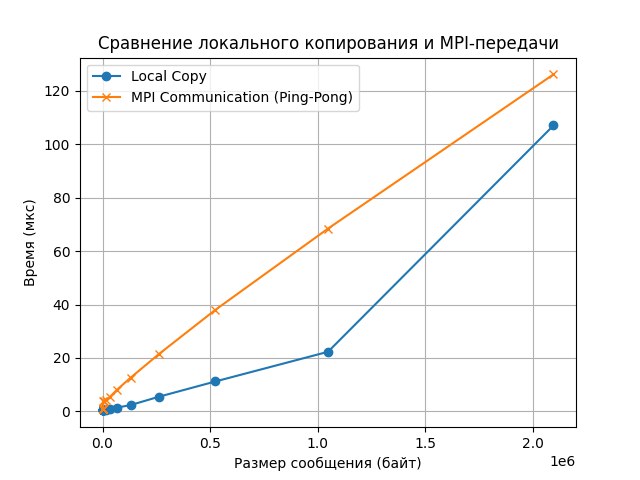 Сравнение локального копирования и MPI-передачи
Local Copy
MPI Communication (Ping-Pong)
Время (мкс)
120
100
80
60
40
20
0
0.0
0.5
1.0
1.5
2.0
1e6
Размер сообщения (байт)